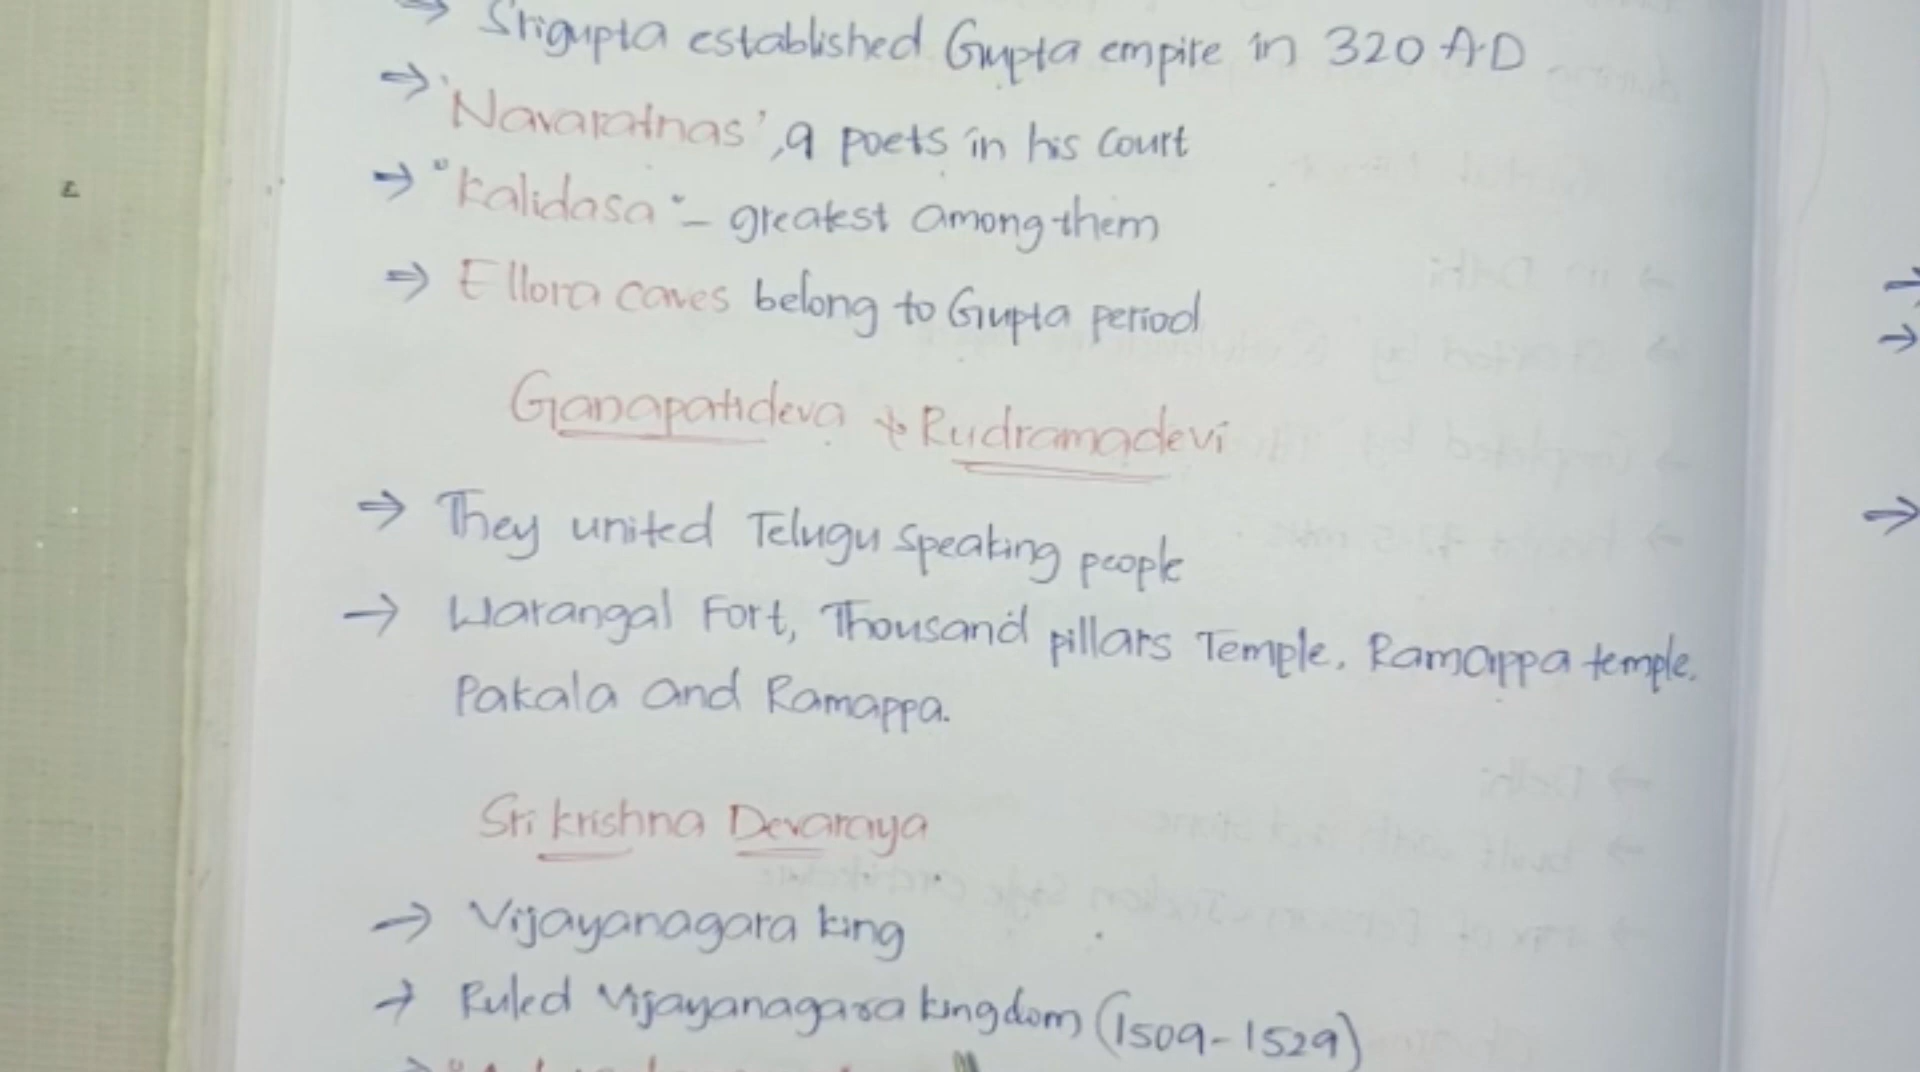 ⇒ Srigupta established Gupta empire in 320 A.D
⇒ 'Navaratnas', 9 poets in his court
⇒ "Kalidasa" - greatest among them
⇒ Ellora caves belong to Gupta period
Ganapatideva & Rudramadevi
⇒ They united Telugu speaking people
→ Warangal Fort, Thousand pillars Temple, Ramappa temple,
Pakala and Ramappa.
Sri krishna Devaraya
→ Vijayanagara king
→ Ruled Vijayanagara kingdom (1509-1529)